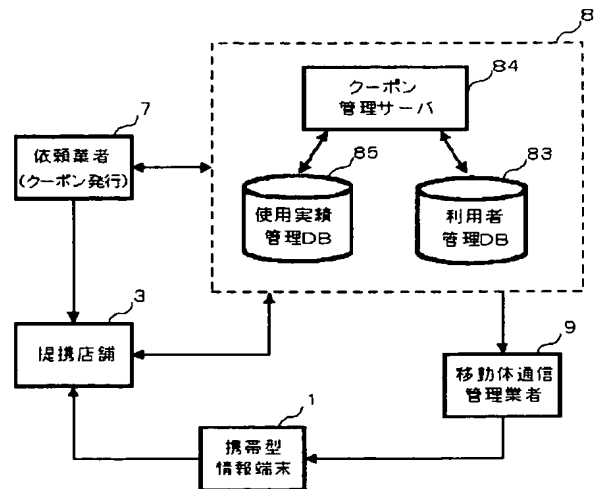 8
84
クーポン
管理サーバ
7
依頼業者
(クーポン発行)
85
使用実績
管理DB
83
利用者
管理DB
3
提携店舗
9
移動体通信
管理業者
1
携帯型
情報端末